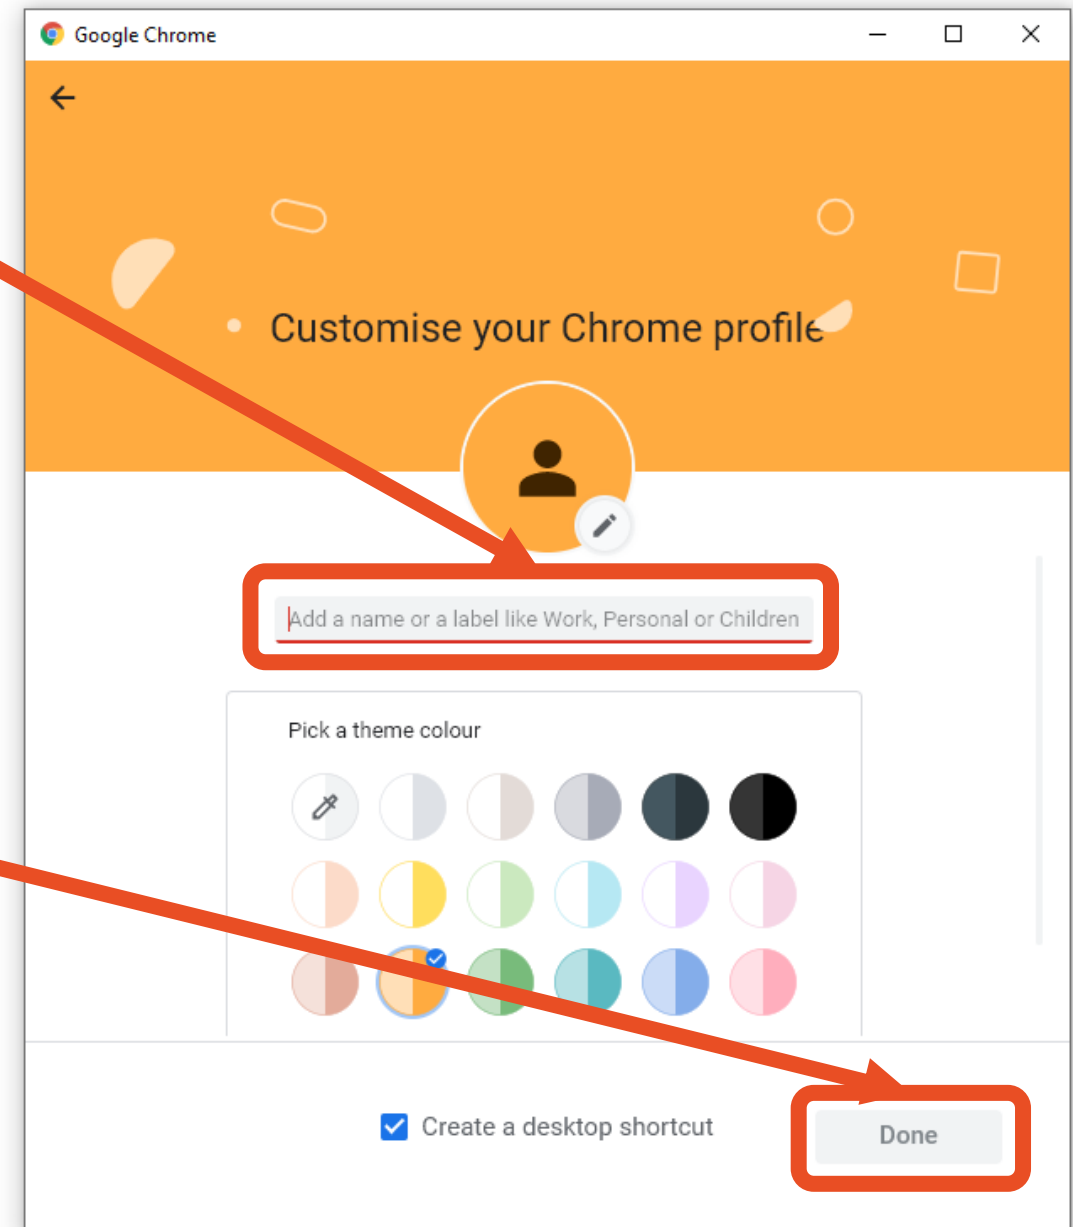 Google Chrome
Customise your Chrome profile
Add a name or a label like Work, Personal or Children
Pick a theme colour
Create a desktop shortcut
Done